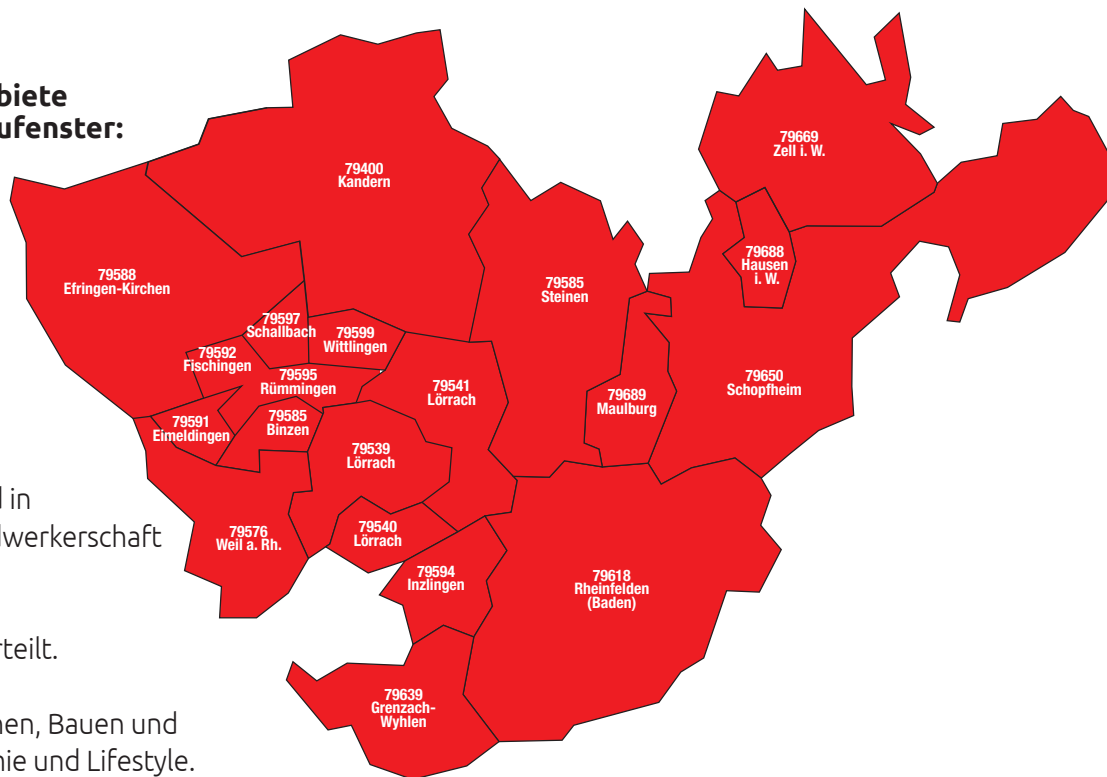 biete
ufenster:
79400
Kandern
79669
Zell i. W.
79688
Hausen
i. W.
79588
Efringen-Kirchen
79585
Steinen
79597
Schallbach
79599
Wittlingen
79592
Fischingen
79595
Rümmingen
79541
Lörrach
79650
Schopfheim
79689
Maulburg
79591
Eimeldingen
79585
Binzen
79539
Lörrach
79576
Weil a. Rh.
79540
Lörrach
79594
Inzlingen
79618
Rheinfelden
(Baden)
79639
Grenzach-
Wyhlen
in
dwerkerschaft
rteilt.
nen, Bauen und
nie und Lifestyle.